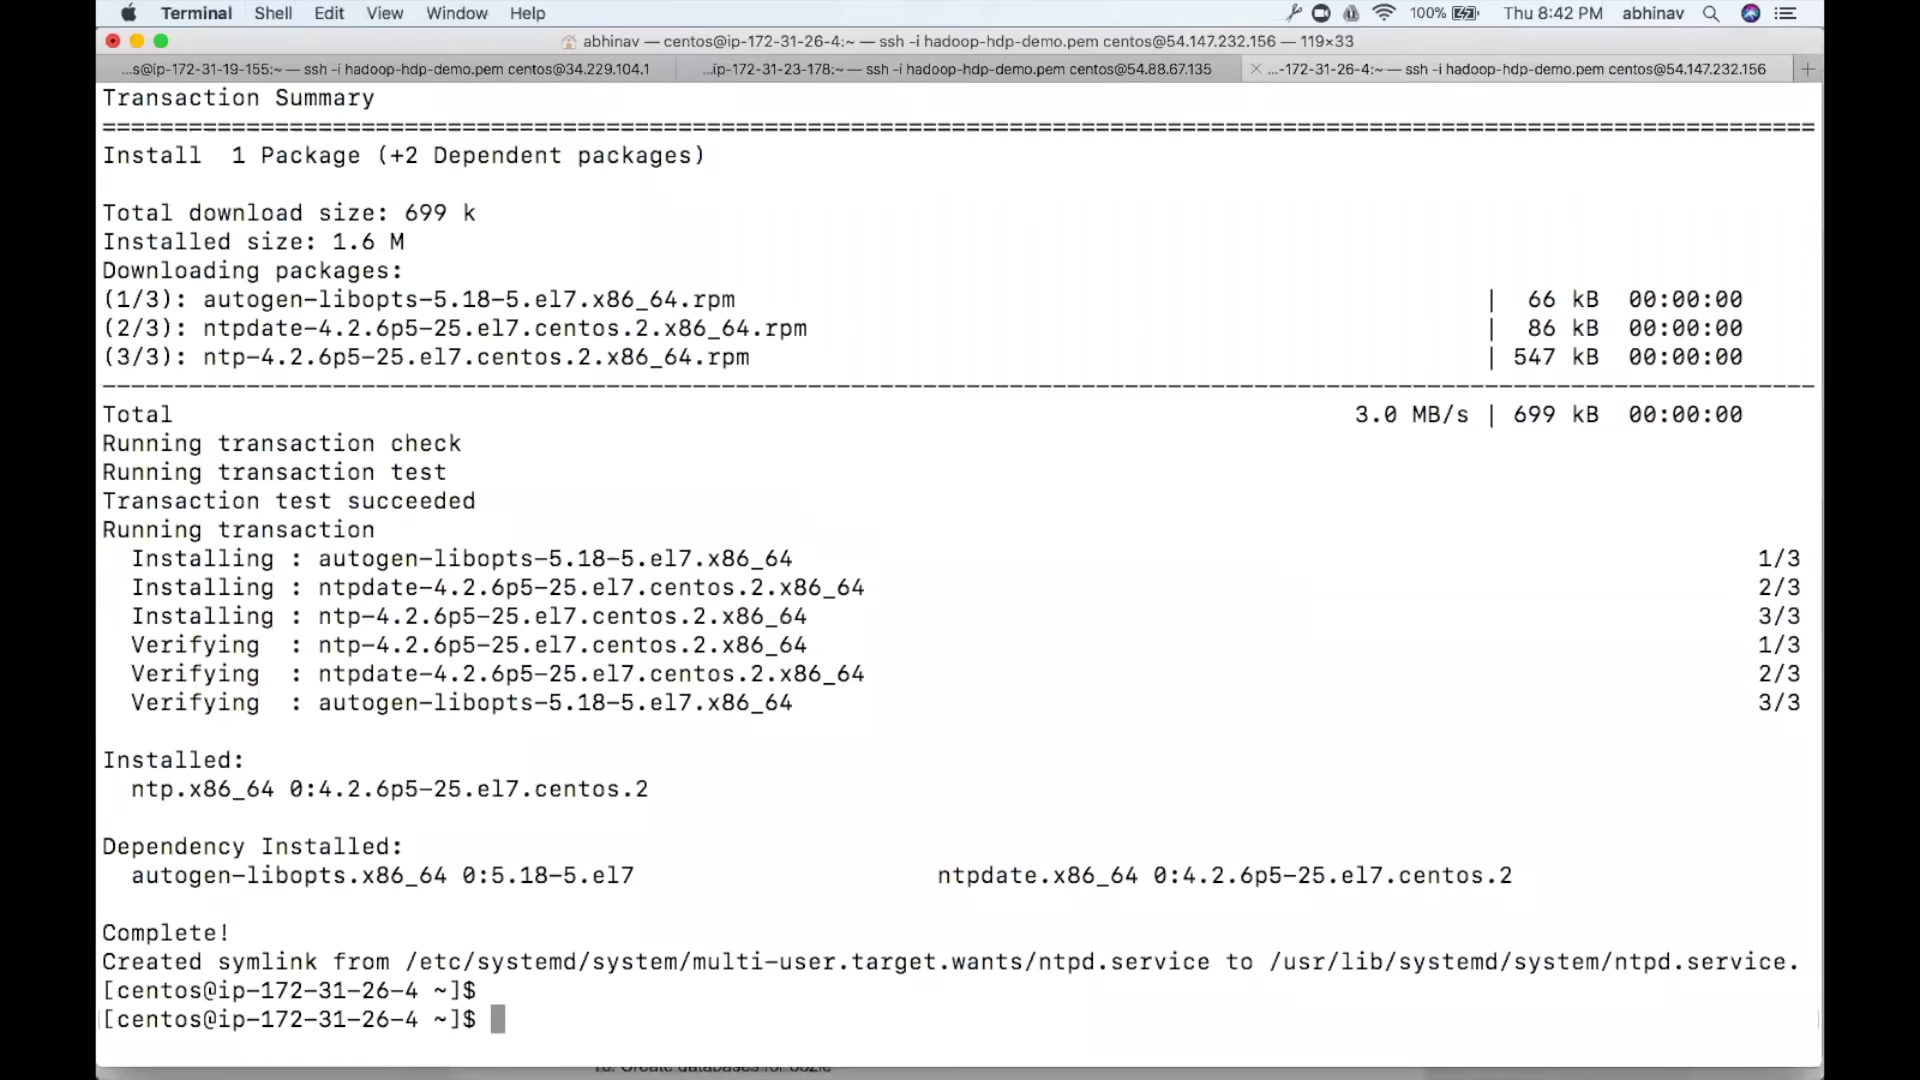 Terminal Shell Edit View Window Help 100% Thu 8:42 PM abhinav
abhinav — centos@ip-172-31-26-4:~ — ssh -i hadoop-hdp-demo.pem centos@54.147.232.156 — 119×33
...s@ip-172-31-19-155:~ — ssh -i hadoop-hdp-demo.pem centos@34.229.104.1 ...ip-172-31-23-178:~ — ssh -i hadoop-hdp-demo.pem centos@54.88.67.135 ...-172-31-26-4:~ — ssh -i hadoop-hdp-demo.pem centos@54.147.232.156
Transaction Summary
=======================================================================================================================
Install  1 Package (+2 Dependent packages)
Total download size: 699 k
Installed size: 1.6 M
Downloading packages:
(1/3): autogen-libopts-5.18-5.el7.x86_64.rpm | 66 kB 00:00:00
(2/3): ntpdate-4.2.6p5-25.el7.centos.2.x86_64.rpm | 86 kB 00:00:00
(3/3): ntp-4.2.6p5-25.el7.centos.2.x86_64.rpm | 547 kB 00:00:00
-----------------------------------------------------------------------------------------------------------------------
Total 3.0 MB/s | 699 kB 00:00:00
Running transaction check
Running transaction test
Transaction test succeeded
Running transaction
Installing : autogen-libopts-5.18-5.el7.x86_64 1/3
Installing : ntpdate-4.2.6p5-25.el7.centos.2.x86_64 2/3
Installing : ntp-4.2.6p5-25.el7.centos.2.x86_64 3/3
Verifying : ntp-4.2.6p5-25.el7.centos.2.x86_64 1/3
Verifying : ntpdate-4.2.6p5-25.el7.centos.2.x86_64 2/3
Verifying : autogen-libopts-5.18-5.el7.x86_64 3/3
Installed:
ntp.x86_64 0:4.2.6p5-25.el7.centos.2
Dependency Installed:
autogen-libopts.x86_64 0:5.18-5.el7 ntpdate.x86_64 0:4.2.6p5-25.el7.centos.2
Complete!
Created symlink from /etc/systemd/system/multi-user.target.wants/ntpd.service to /usr/lib/systemd/system/ntpd.service.
[centos@ip-172-31-26-4 ~]$
[centos@ip-172-31-26-4 ~]$